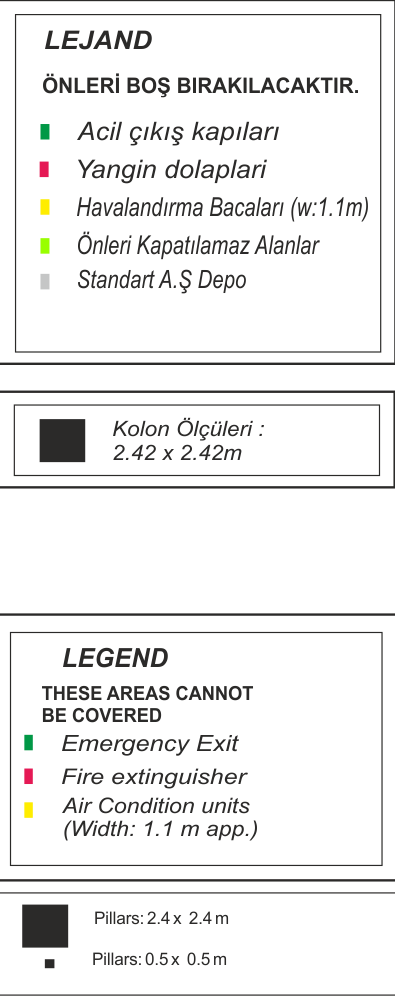 LEJAND
ÖNLERİ BOŞ BIRAKILACAKTIR.
Acil çıkış kapıları
Yangin dolaplari
Havalandırma Bacaları (w:1.1m)
Önleri Kapatılamaz Alanlar
Standart A.Ş Depo
Kolon Ölçüleri :
2.42 x 2.42m
LEGEND
THESE AREAS CANNOT
BE COVERED
Emergency Exit
Fire extinguisher
Air Condition units
(Width: 1.1 m app.)
Pillars: 2.4 x 2.4 m
Pillars: 0.5 x 0.5 m